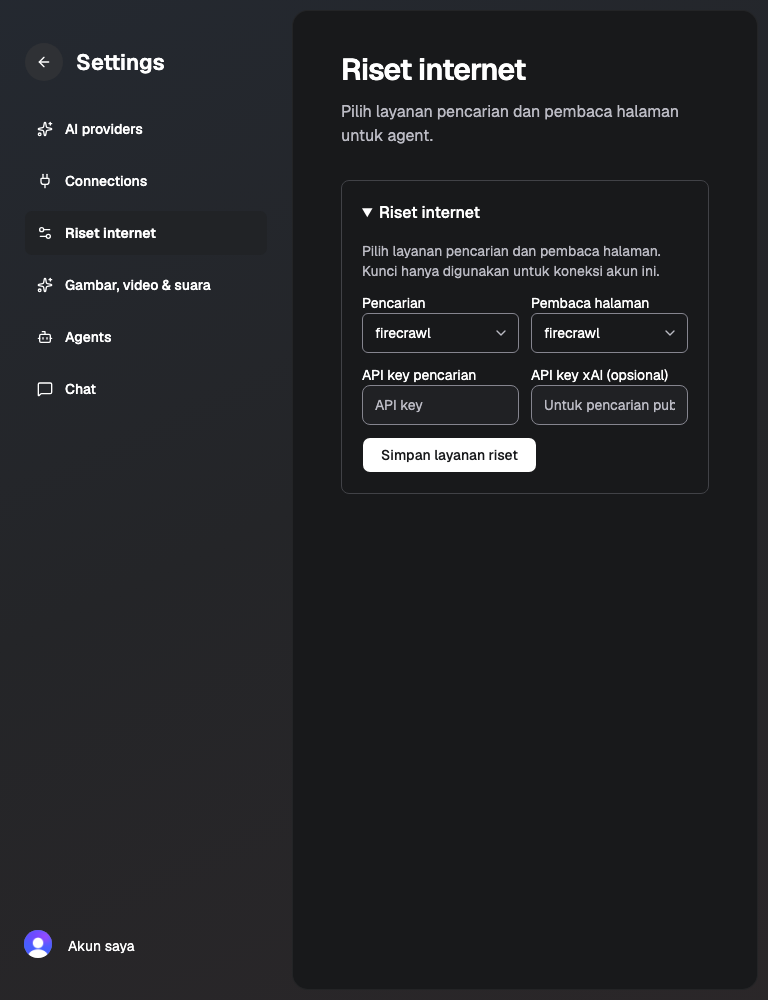 Settings
AI providers
Connections
Riset internet
Gambar, video & suara
Agents
Chat
Akun saya
Riset internet
Pilih layanan pencarian dan pembaca halaman
untuk agent.
Riset internet
Pilih layanan pencarian dan pembaca halaman.
Kunci hanya digunakan untuk koneksi akun ini.
Pencarian
Pembaca halaman
firecrawl
firecrawl
API key pencarian
API key xAI (opsional)
API key
Untuk pencarian
Simpan layanan riset